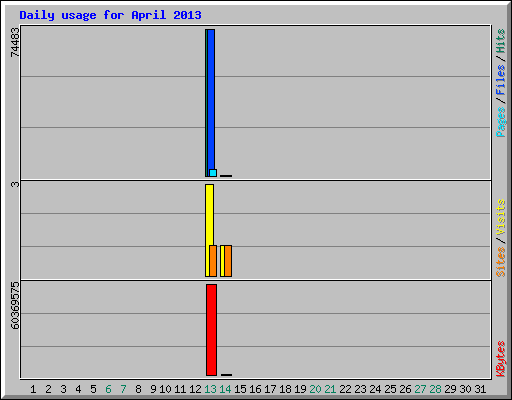 Daily usage for April 2013
74483
3
60369575
Pages / Files / Hits
Sites / Visits
KBytes
1 2 3 4 5 6 7 8 9 10 11 12 13 14 15 16 17 18 19 20 21 22 23 24 25 26 27 28 29 30 31